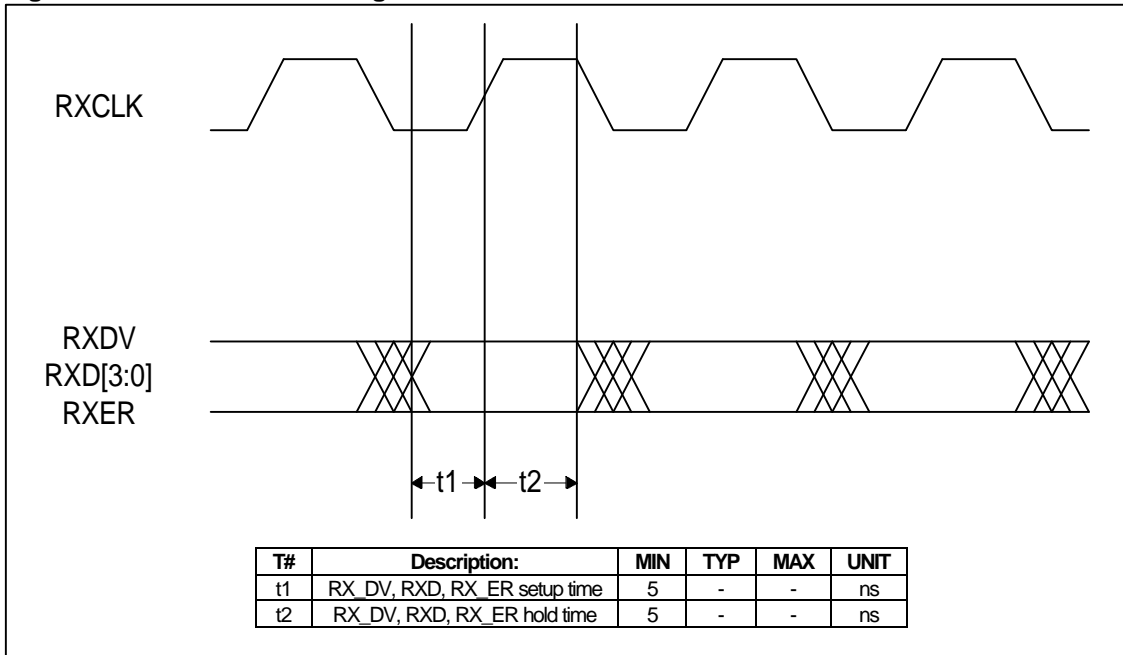 RXCLK
RXDV
RXD[3:0]
RXER
t1 t2
T# Description: MIN TYP MAX UNIT
t1 RX_DV, RXD, RX_ER setup time 5 - - ns
t2 RX_DV, RXD, RX_ER hold time 5 - - ns